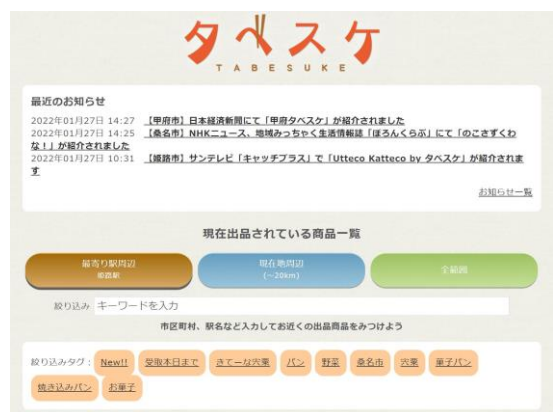 タベスケ
TABESUKE
最近のお知らせ
2022年01月27日 14:27 【甲府市】日本経済新聞にて「甲府タベスケ」が紹介されました
2022年01月27日 14:25 【桑名市】NHKニュース、地域みっちゃく生活情報誌「ぽろんくらぶ」にて「のこさずくわ
な！」が紹介されました
2022年01月27日 10:31 【姫路市】サンテレビ「キャッチプラス」で「Utteco Katteco by タベスケ」が紹介されま
す
お知らせ一覧
現在出品されている商品一覧
最寄り駅周辺 現在地周辺 全範囲
姫路駅 (～20km)
絞り込み キーワードを入力
市区町村、駅名など入力してお近くの出品商品をみつけよう
絞り込みタグ： New!! 受取本日まで きてーな宍粟 パン 野菜 桑名市 宍粟 菓子パン
焼き込みパン お菓子